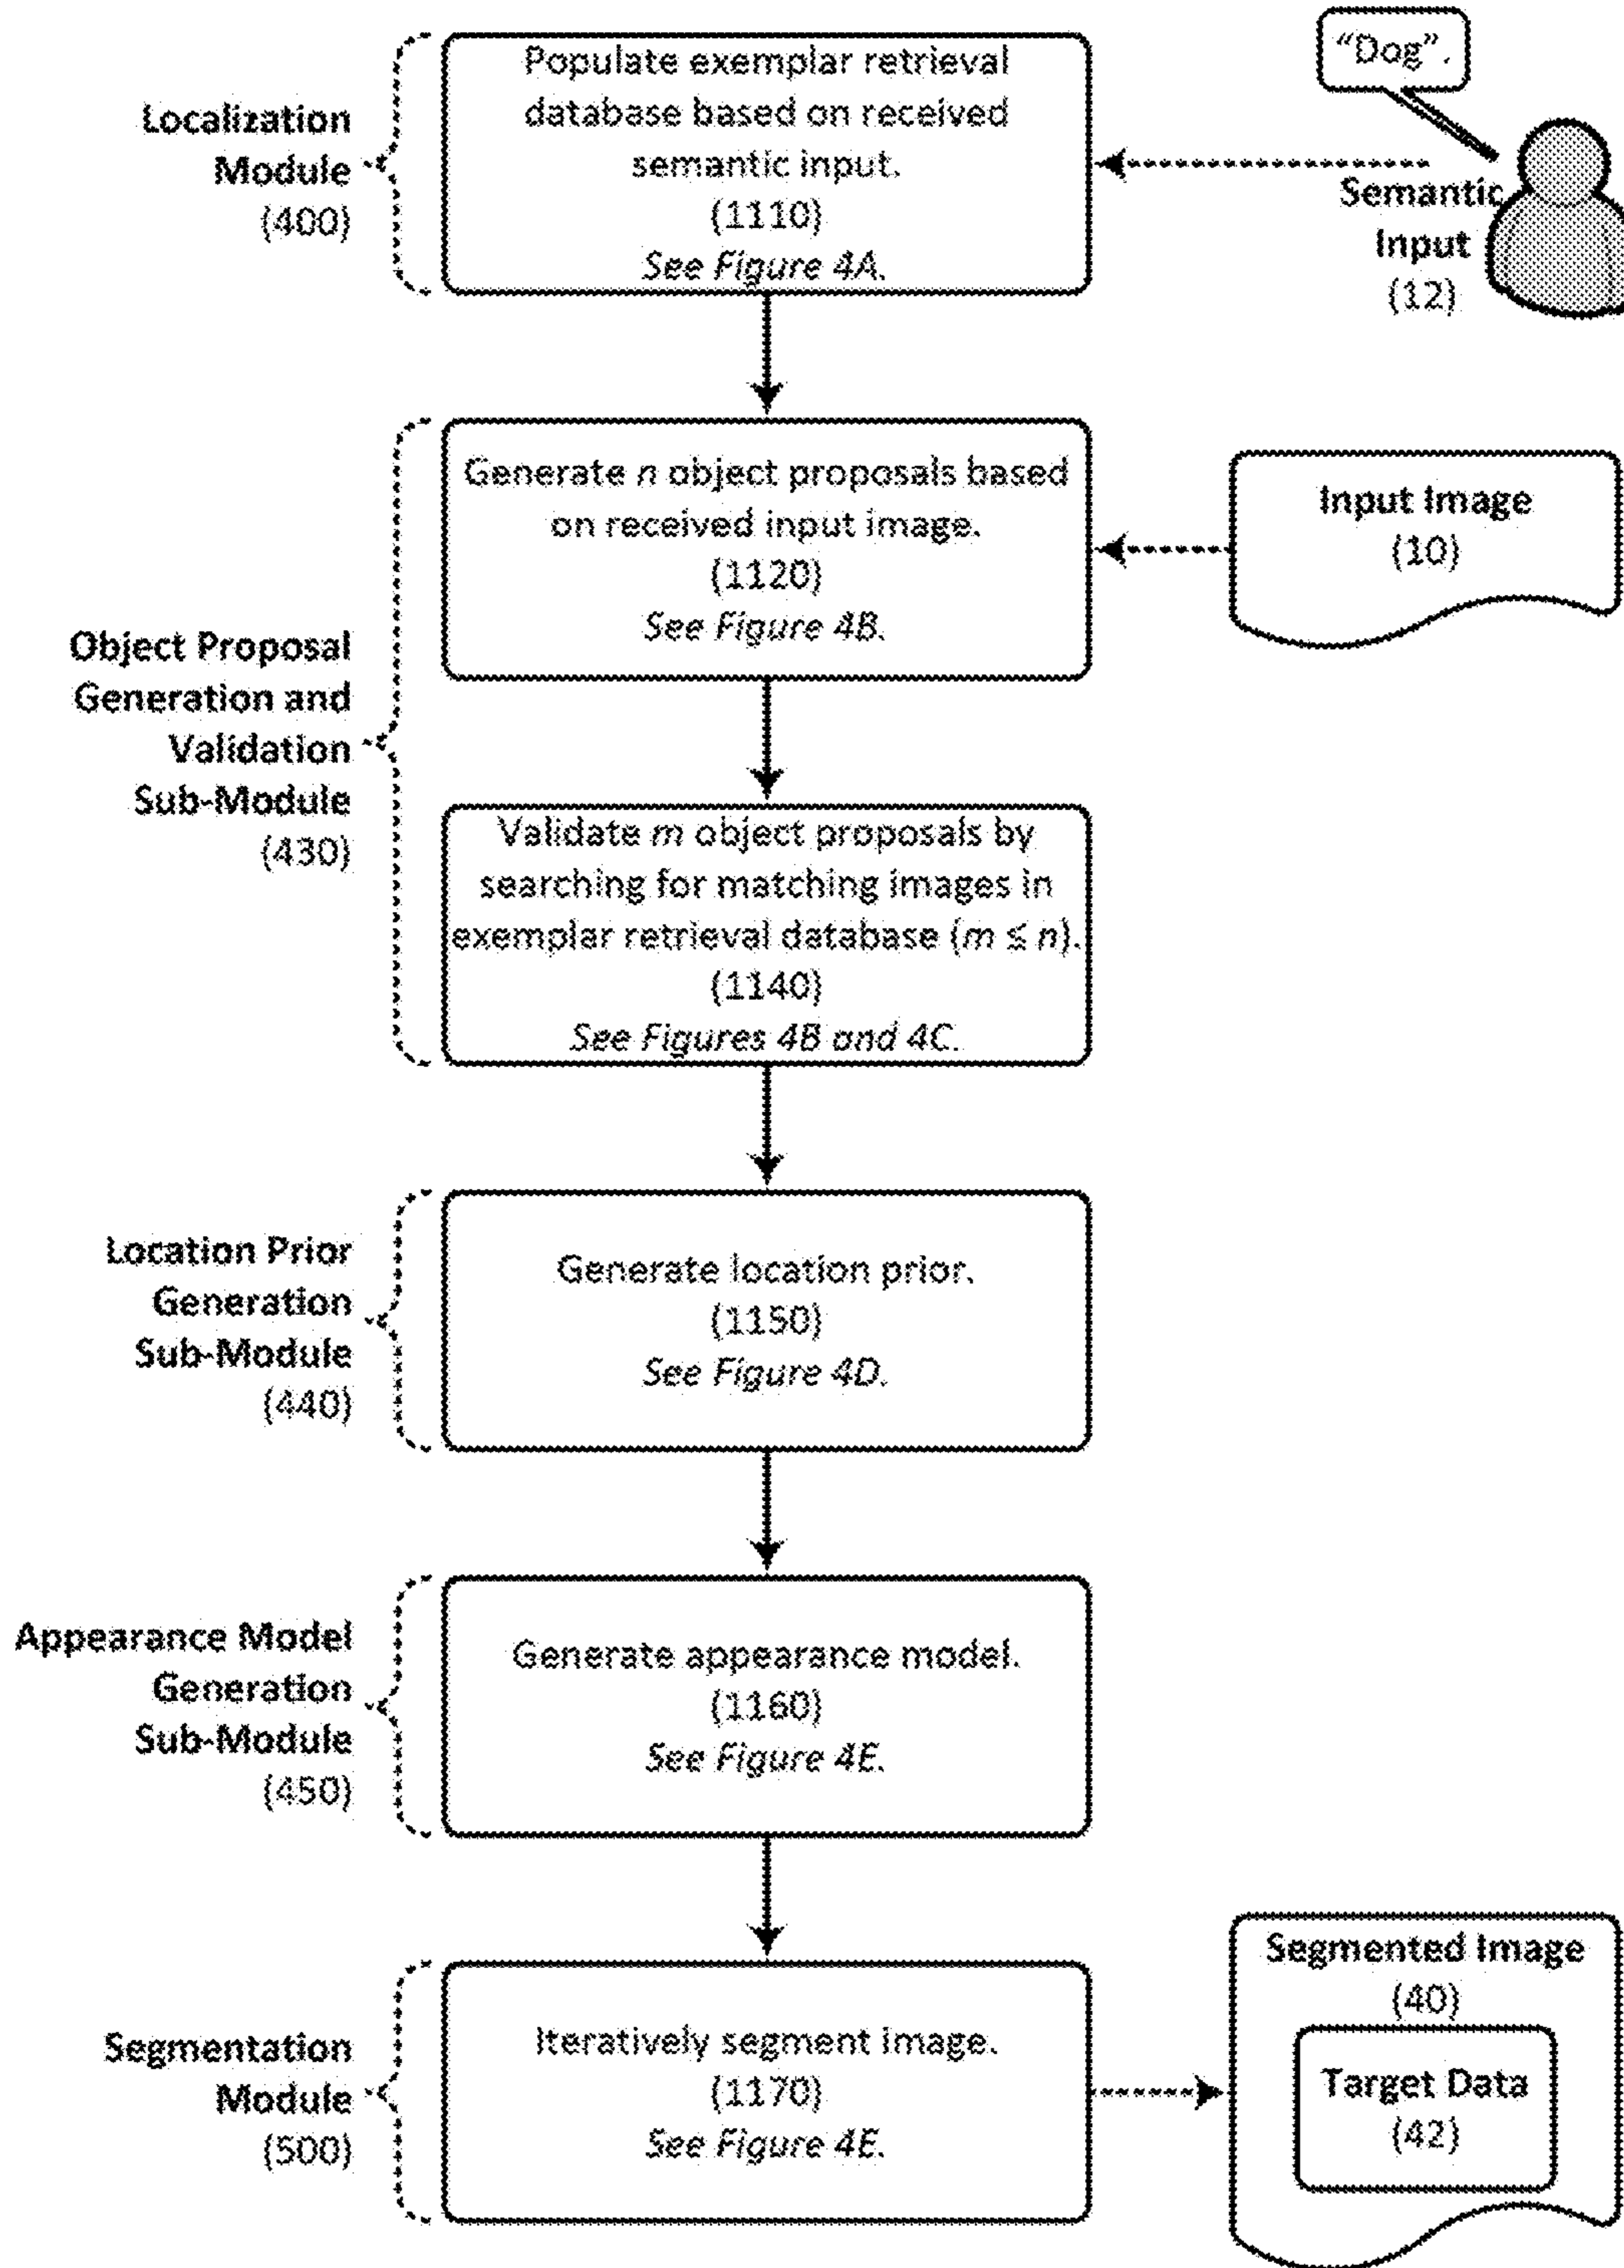 Localization
Module
(400)
Populate exemplar retrieval
database based on received
semantic input.
(1110)
See Figure 4A.
“Dog”.
Semantic
Input
(12)
Object Proposal
Generation and
Validation
Sub-Module
(430)
Generate n object proposals based
on received input image.
(1120)
See Figure 4B.
Input Image
(10)
Validate m object proposals by
searching for matching images in
exemplar retrieval database (m ≤ n).
(1140)
See Figures 4B and 4C.
Location Prior
Generation
Sub-Module
(440)
Generate location prior.
(1150)
See Figure 4D.
Appearance Model
Generation
Sub-Module
(450)
Generate appearance model.
(1160)
See Figure 4E.
Segmentation
Module
(500)
Iteratively segment image.
(1170)
See Figure 4E.
Segmented Image
(40)
Target Data
(42)